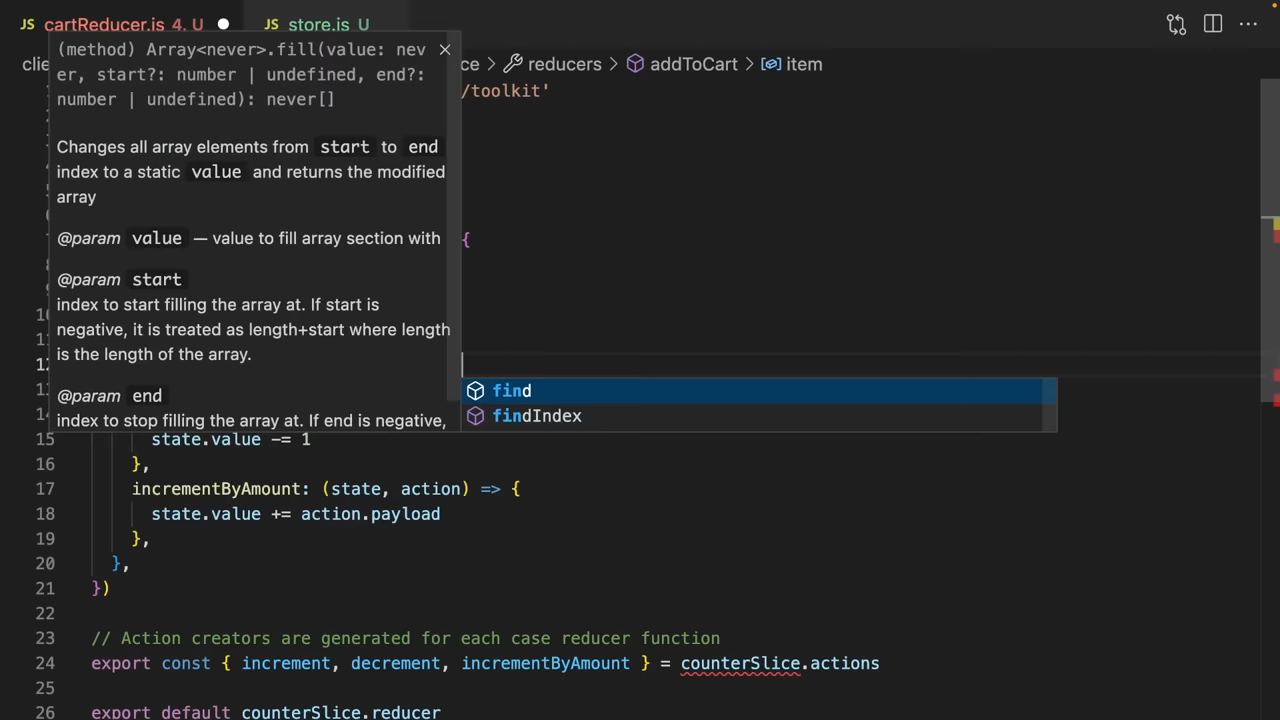 JS cartReducer.js 4, U
JS store.js U
clie
ce > reducers > addToCart > item
(method) Array<never>.fill(value: nev
er, start?: number | undefined, end?:
number | undefined): never[]
Changes all array elements from start to end
index to a static value and returns the modified
array
@param value — value to fill array section with
@param start
index to start filling the array at. If start is
negative, it is treated as length+start where length
is the length of the array.
@param end
index to stop filling the array at. If end is negative,
/toolkit'
{
find
findIndex
15 state.value -= 1
16 },
17 incrementByAmount: (state, action) => {
18 state.value += action.payload
19 },
20 },
21 })
22
23 // Action creators are generated for each case reducer function
24 export const { increment, decrement, incrementByAmount } = counterSlice.actions
25
26 export default counterSlice.reducer